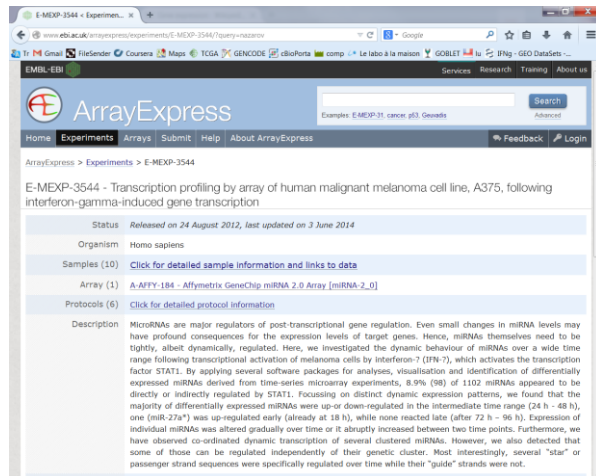 E-MEXP-3544 < Experimen...
www.ebi.ac.uk/arrayexpress/experiments/E-MEXP-3544/?query=nazarov
Google
Gmail FileSender Coursera Maps TCGA GENCODE cBioPorta comp Le labo à la maison GOBLET lu IFNg - GEO DataSets -...
EMBL-EBI
Services Research Training About us
ArrayExpress
Search
Examples: E-MEXP-31, cancer, p53, Geuvadis
Advanced
Home Experiments Arrays Submit Help About ArrayExpress Feedback Login
ArrayExpress > Experiments > E-MEXP-3544
E-MEXP-3544 - Transcription profiling by array of human malignant melanoma cell line, A375, following
interferon-gamma-induced gene transcription
Status Released on 24 August 2012, last updated on 3 June 2014
Organism Homo sapiens
Samples (10) Click for detailed sample information and links to data
Array (1) A-AFFY-184 - Affymetrix GeneChip miRNA 2.0 Array [miRNA-2_0]
Protocols (6) Click for detailed protocol information
Description MicroRNAs are major regulators of post-transcriptional gene regulation. Even small changes in miRNA levels may
have profound consequences for the expression levels of target genes. Hence, miRNAs themselves need to be
tightly, albeit dynamically, regulated. Here, we investigated the dynamic behaviour of miRNAs over a wide time
range following transcriptional activation of melanoma cells by interferon-? (IFN-?), which activates the transcription
factor STAT1. By applying several software packages for analyses, visualisation and identification of differentially
expressed miRNAs derived from time-series microarray experiments, 8.9% (98) of 1102 miRNAs appeared to be
directly or indirectly regulated by STAT1. Focussing on distinct dynamic expression patterns, we found that the
majority of differentially expressed miRNAs were up- or down-regulated in the intermediate time range (24 h - 48 h),
one (miR-27a*) was up-regulated early (already at 18 h), while none reacted late (after 72 h - 96 h). Expression of
individual miRNAs was altered gradually over time or it abruptly increased between two time points. Furthermore, we
have observed co-ordinated dynamic transcription of several clustered miRNAs. However, we also detected that
some of those can be regulated independently of their genetic cluster. Most interestingly, several "star" or
passenger strand sequences were specifically regulated over time while their "guide" strands were not.